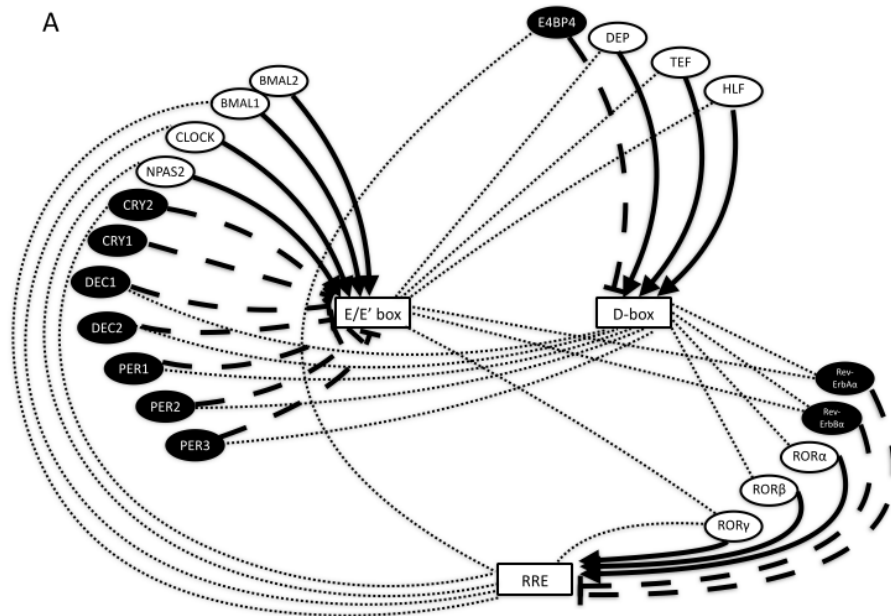 A
E4BP4
DEP
TEF
HLF
BMAL2
BMAL1
CLOCK
NPAS2
CRY2
CRY1
DEC1
DEC2
PER1
PER2
PER3
E/E’ box
D-box
Rev-
ErbAα
Rev-
ErbBα
RORα
RORβ
RORγ
RRE